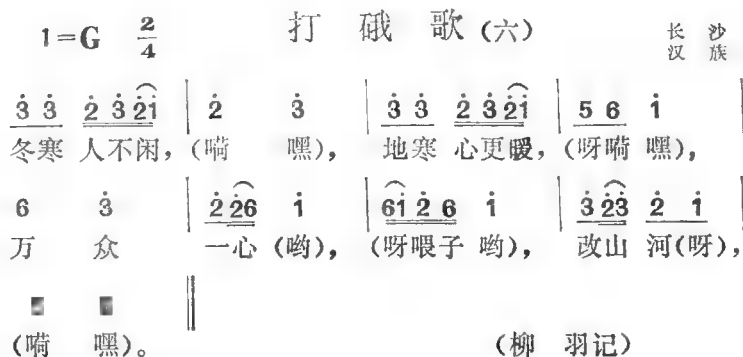 1=G 2/4 打硪歌(六) 长沙汉族
3̇ 3̇ 2̇ 3̇ 2̇1̇ | 2̇ 3̇ | 3̇ 3̇ 2̇ 3̇ 2̇1̇ | 5 6 1̇
冬寒 人不闲,(嗬 嘿), 地寒 心更暖,(呀嗬 嘿),
6 3̇ | 2̇ 2̇6 1̇ | 61̇ 2̇ 6 1̇ | 3̇ 2̇3̇ 2̇ 1̇
万 众 一心(哟),(呀喂子 哟), 改山 河(呀),
(嗬 嘿)。 (柳 羽记)